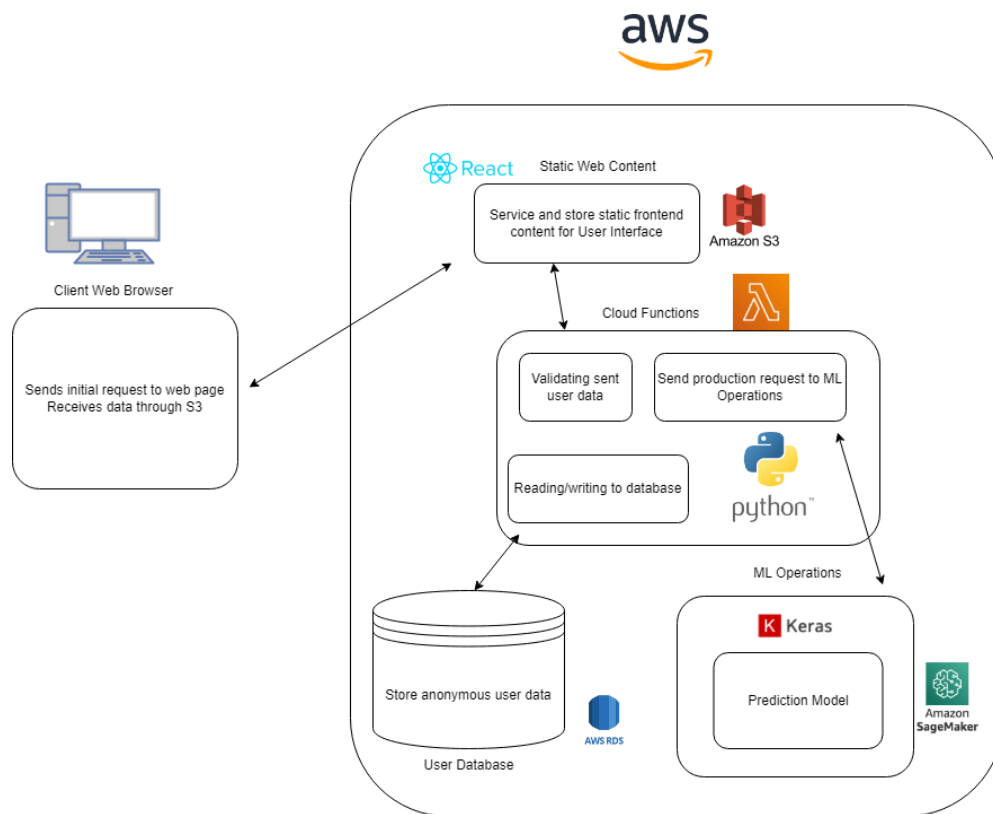 aws
React
Static Web Content
Service and store static frontend
content for User Interface
Amazon S3
Client Web Browser
Sends initial request to web page
Receives data through S3
Cloud Functions
Validating sent
user data
Send production request to ML
Operations
Reading/writing to database
python™
ML Operations
K Keras
Prediction Model
Amazon
SageMaker
Store anonymous user data
AWS RDS
User Database